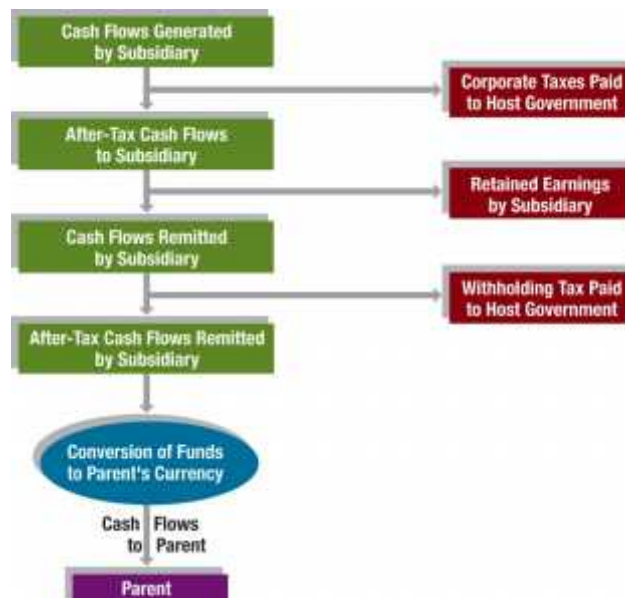 Cash Flows Generated
by Subsidiary
Corporate Taxes Paid
to Host Government
After-Tax Cash Flows
to Subsidiary
Retained Earnings
by Subsidiary
Cash Flows Remitted
by Subsidiary
Withholding Tax Paid
to Host Government
After-Tax Cash Flows Remitted
by Subsidiary
Conversion of Funds
to Parent's Currency
Cash Flows
to Parent
Parent